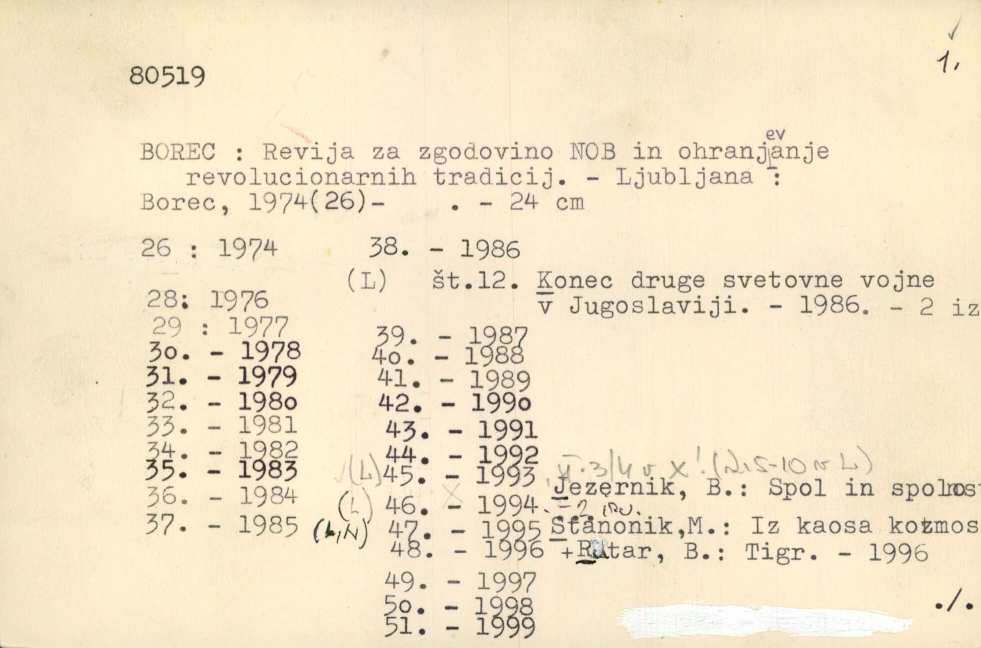 1.
80519
BOREC : Revija za zgodovino NOB in ohranjevanje
revolucionarnih tradicij. - Ljubljana :
Borec, 1974(26)-     . - 24 cm
26 : 1974
28: 1976
29 : 1977
30. - 1978
31. - 1979
32. - 1980
33. - 1981
34. - 1982
35. - 1983
36. - 1984
37. - 1985 (L,N)
38. - 1986
(L) št.12. Konec druge svetovne vojne
v Jugoslaviji. - 1986. - 2 iz
39. - 1987
40. - 1988
41. - 1989
42. - 1990
43. - 1991
44. - 1992
(L) 45. - 1993
(L) 46. - 1994. Jezernik, B.: Spol in spolnost
47. - 1995 Stanonik,M.: Iz kaosa kozmos
48. - 1996 + Ratar, B.: Tigr. - 1996
49. - 1997
50. - 1998
51. - 1999
./.